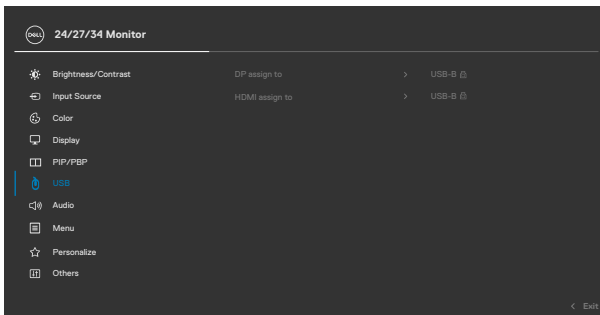 DELL 24/27/34 Monitor
Brightness/Contrast DP assign to > USB-B
Input Source HDMI assign to > USB-B
Color
Display
PIP/PBP
USB
Audio
Menu
Personalize
Others
< Exit